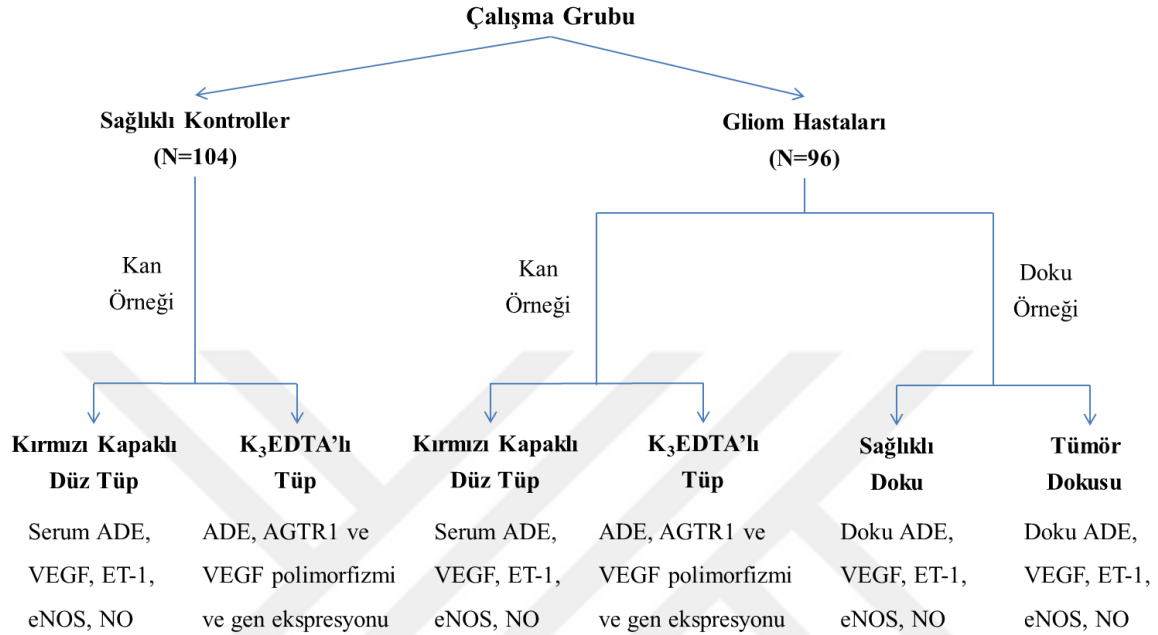 Çalışma Grubu
Sağlıklı Kontroller
(N=104)
Gliom Hastaları
(N=96)
Kan
Örneği
Kan
Örneği
Doku
Örneği
Kırmızı Kapaklı
Düz Tüp
K₃EDTA’lı
Tüp
Kırmızı Kapaklı
Düz Tüp
K₃EDTA’lı
Tüp
Sağlıklı
Doku
Tümör
Dokusu
Serum ADE,
VEGF, ET-1,
eNOS, NO
ADE, AGTR1 ve
VEGF polimorfizmi
ve gen ekspresyonu
Serum ADE,
VEGF, ET-1,
eNOS, NO
ADE, AGTR1 ve
VEGF polimorfizmi
ve gen ekspresyonu
Doku ADE,
VEGF, ET-1,
eNOS, NO
Doku ADE,
VEGF, ET-1,
eNOS, NO